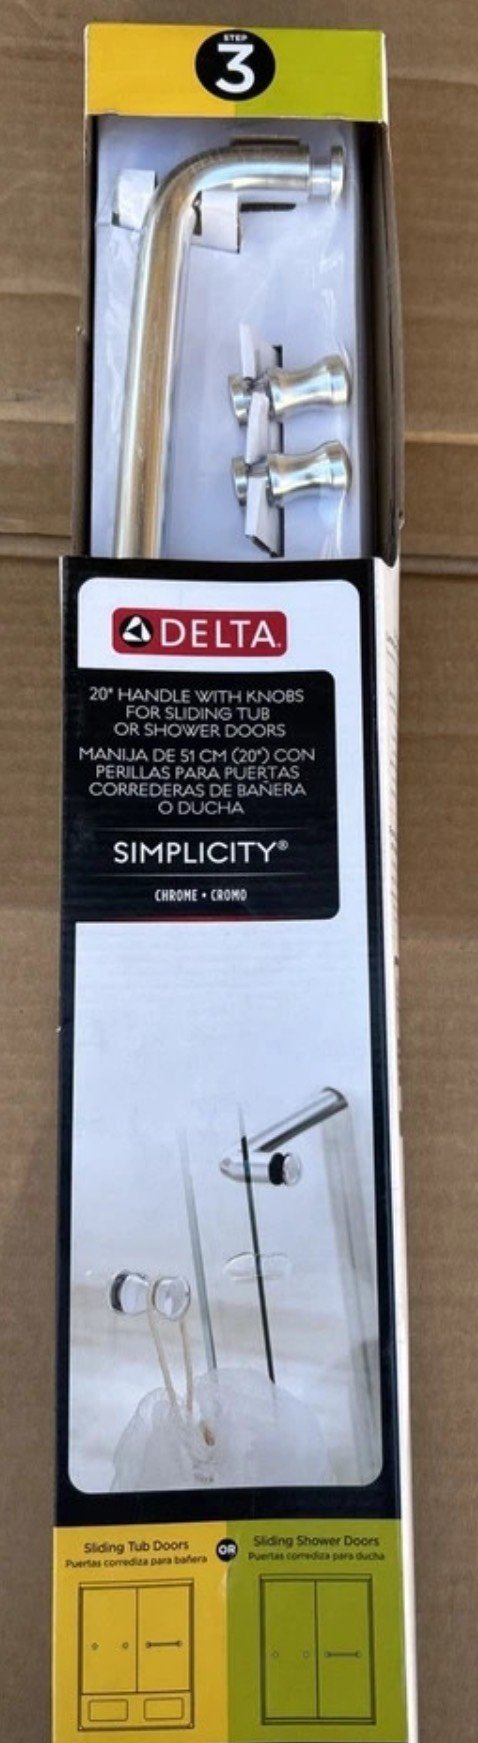 STEP
3
DELTA®
20" HANDLE WITH KNOBS
FOR SLIDING TUB
OR SHOWER DOORS
MANIJA DE 51 CM (20") CON
PERILLAS PARA PUERTAS
CORREDERAS DE BAÑERA
O DUCHA
SIMPLICITY®
CHROME • CROMO
Sliding Tub Doors
Puertas corrediza para bañera
OR
Sliding Shower Doors
Puertas corrediza para ducha